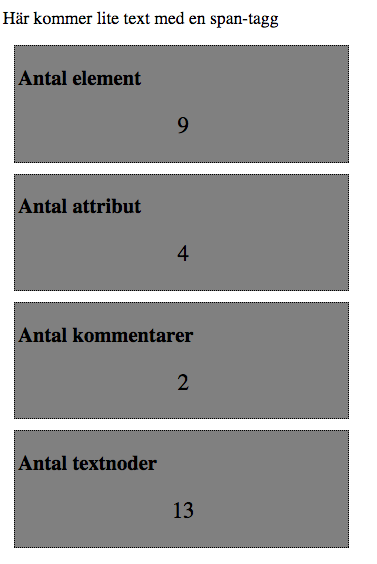 Här kommer lite text med en span-tagg
Antal element
9
Antal attribut
4
Antal kommentarer
2
Antal textnoder
13